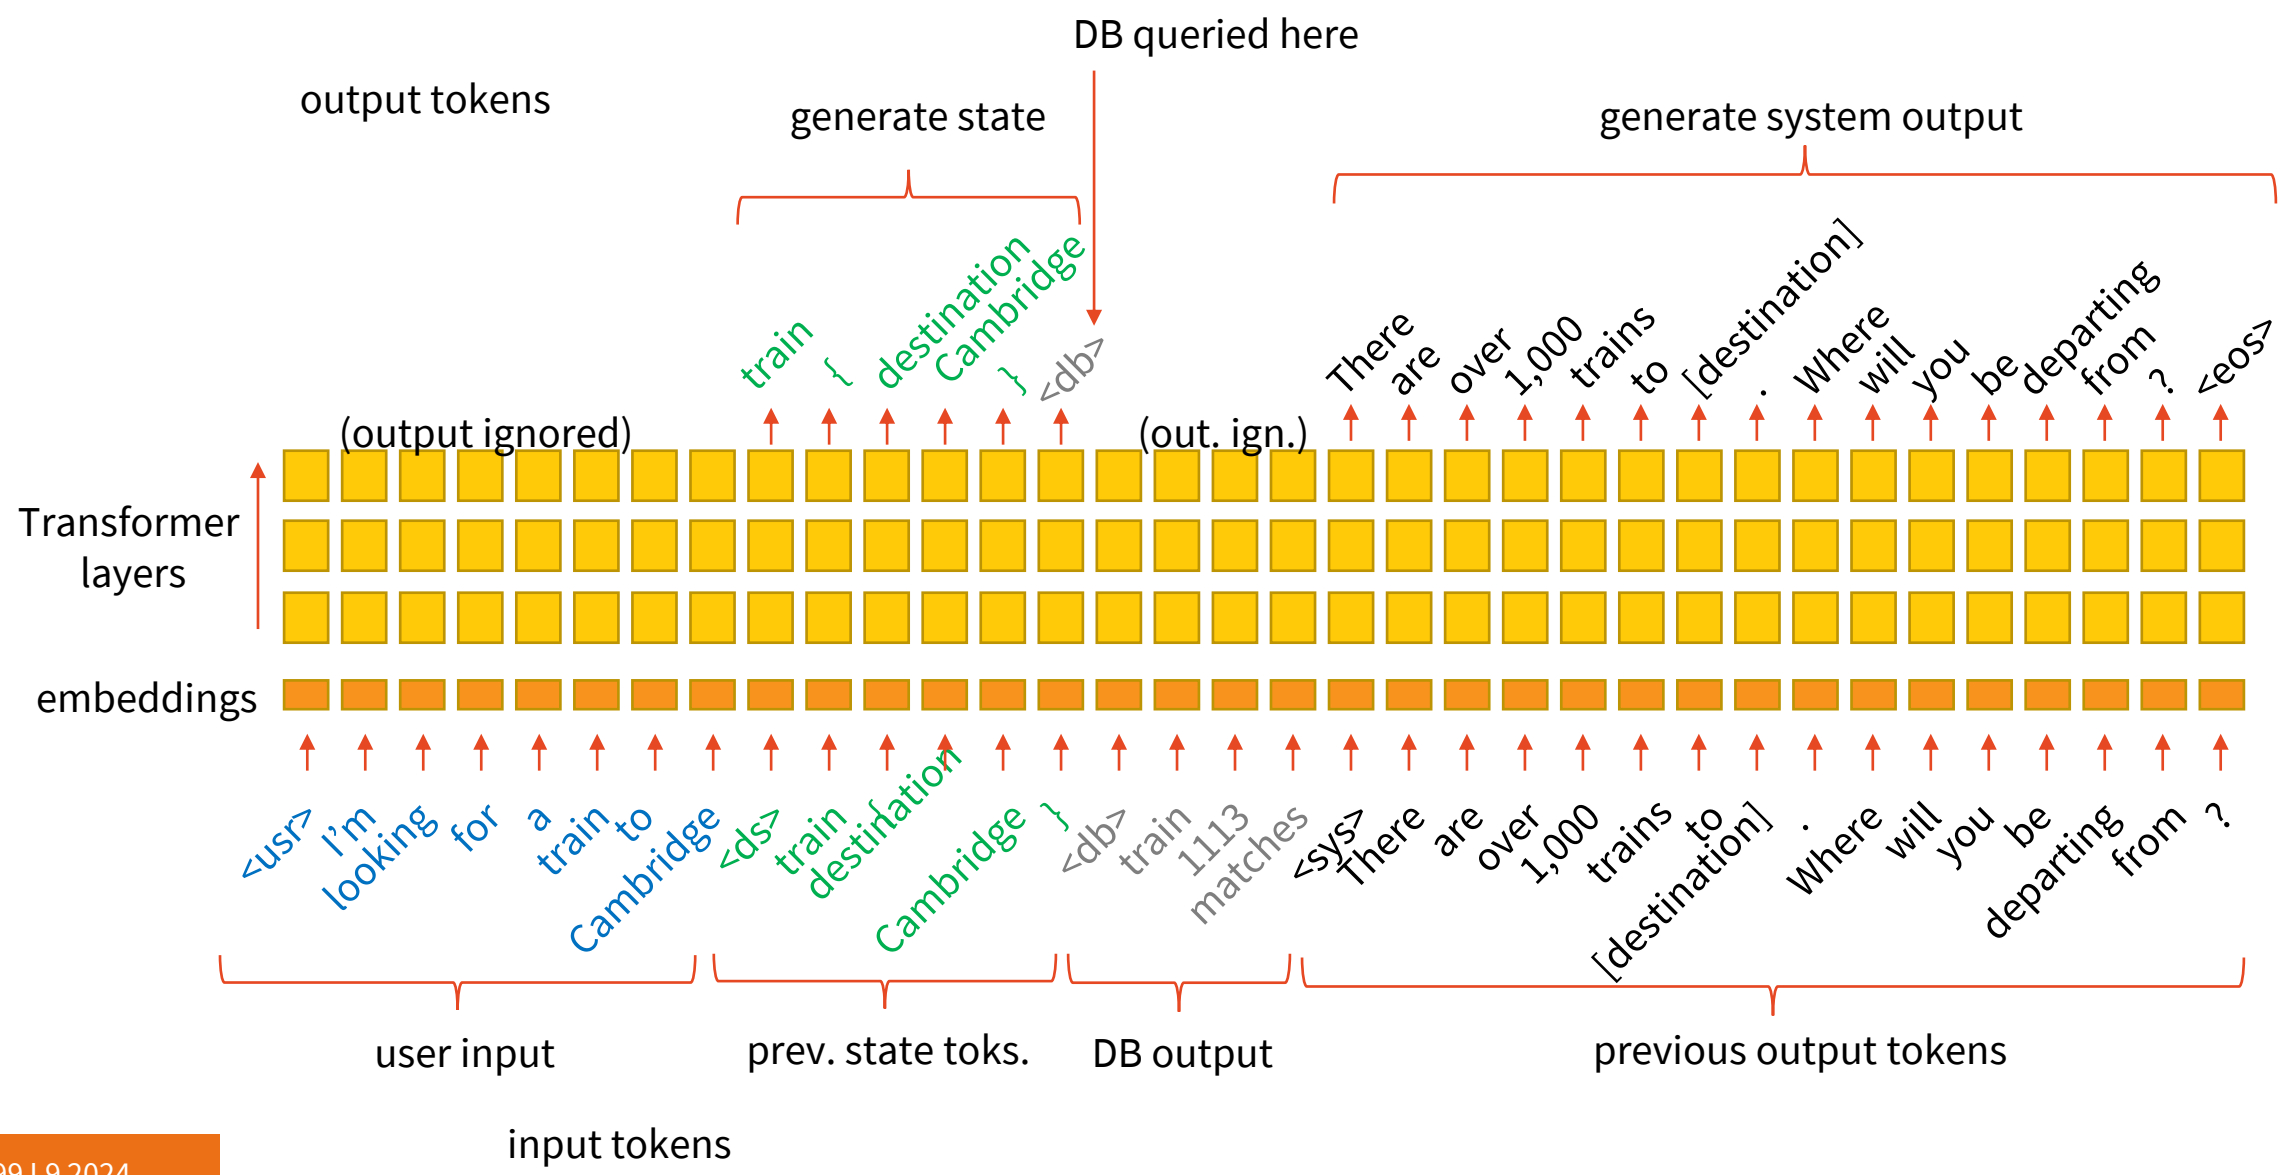 DB queried here
output tokens
generate state
generate system output
train { destination Cambridge } <db>
There are over 1,000 trains to [destination] . Where will you be departing from ? <eos>
(output ignored)
(out. ign.)
Transformer
layers
embeddings
<usr> I'm looking for a train to Cambridge <ds> train { destination Cambridge } <db> train 1113 matches <sys> There are over 1,000 trains to [destination] . Where will you be departing from ?
user input
prev. state toks.
DB output
previous output tokens
input tokens